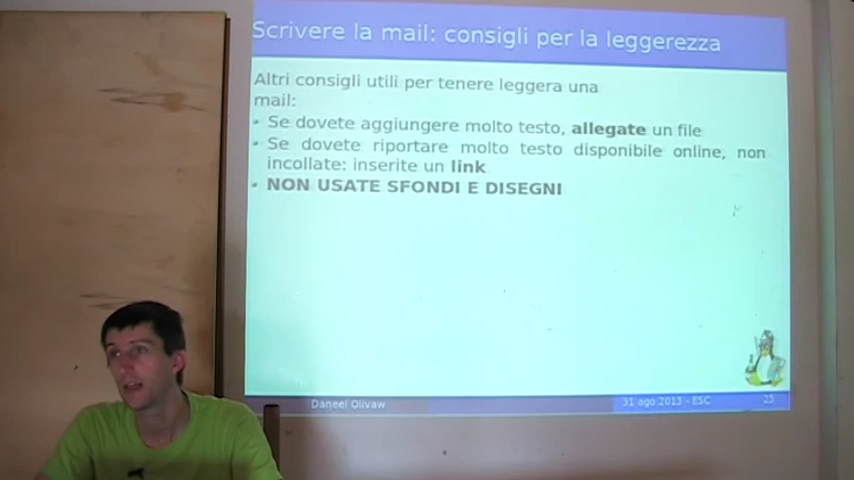 Scrivere la mail: consigli per la leggerezza
Altri consigli utili per tenere leggera una
mail:
Se dovete aggiungere molto testo, allegate un file
Se dovete riportare molto testo disponibile online, non
incollate: inserite un link
NON USATE SFONDI E DISEGNI
Daneel Olivaw
31 ago 2013 - ESC
25